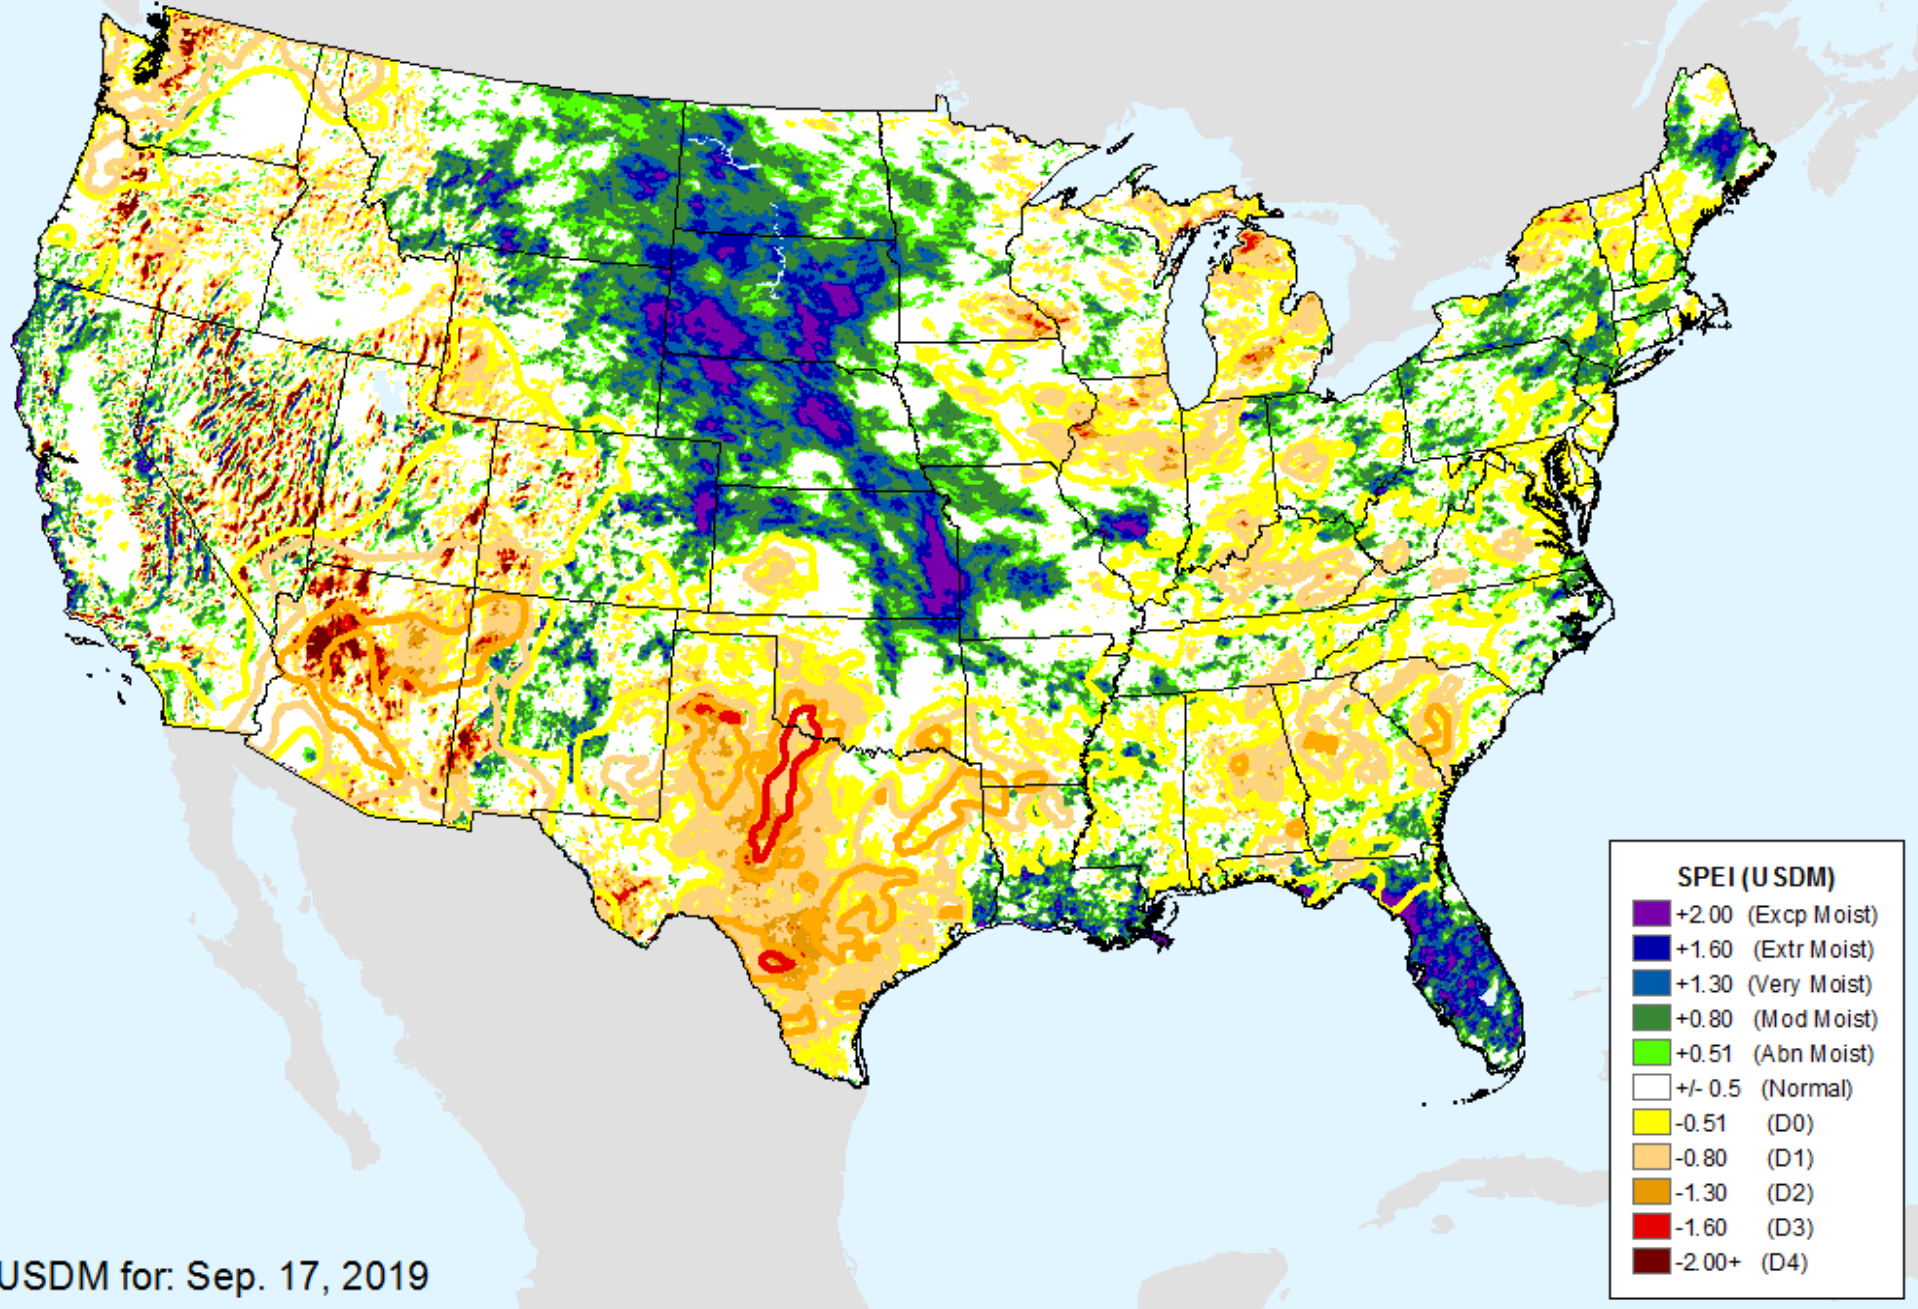 SPEI (USDM)
+2.00 (Excp Moist)
+1.60 (Extr Moist)
+1.30 (Very Moist)
+0.80 (Mod Moist)
+0.51 (Abn Moist)
+/- 0.5 (Normal)
-0.51 (D0)
-0.80 (D1)
-1.30 (D2)
-1.60 (D3)
-2.00+ (D4)
USDM for: Sep. 17, 2019